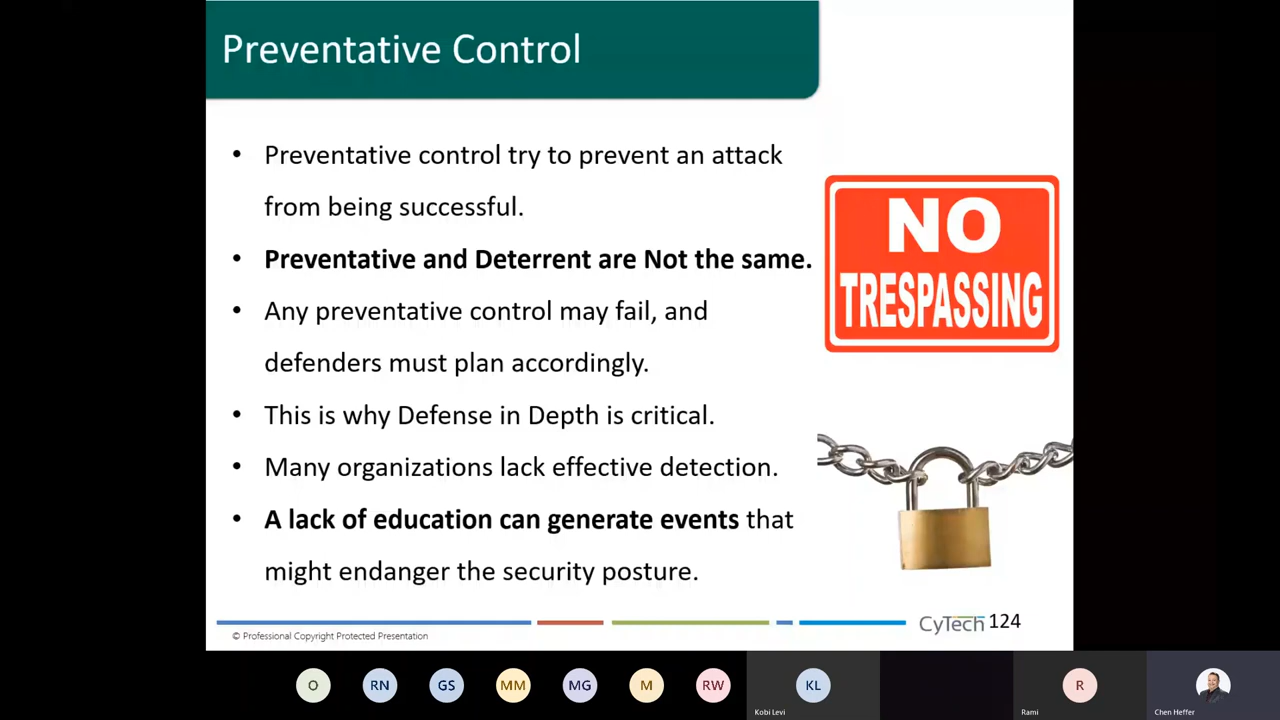 Preventative Control
• Preventative control try to prevent an attack
from being successful.
• Preventative and Deterrent are Not the same.
• Any preventative control may fail, and
defenders must plan accordingly.
• This is why Defense in Depth is critical.
• Many organizations lack effective detection.
• A lack of education can generate events that
might endanger the security posture.
NO
TRESPASSING
© Professional Copyright Protected Presentation
CyTech 124
O RN GS MM MG M RW KL R
Kobi Levi Rami Chen Heffer